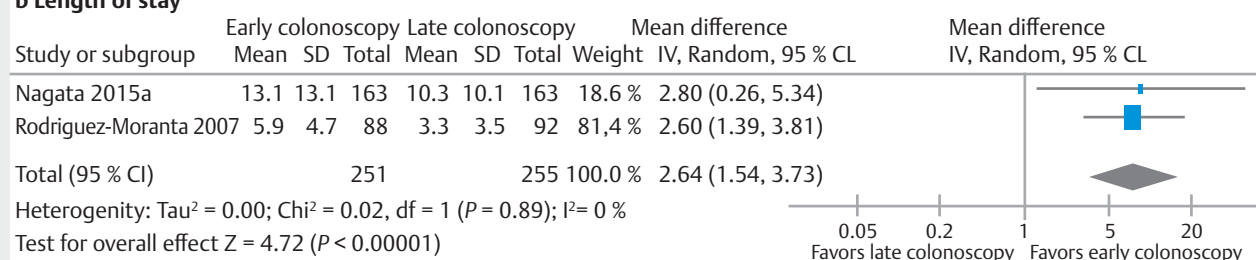 b Length of stay
Early colonoscopy Late colonoscopy Mean difference Mean difference
Study or subgroup Mean SD Total Mean SD Total Weight IV, Random, 95 % CL IV, Random, 95 % CL
Nagata 2015a 13.1 13.1 163 10.3 10.1 163 18.6 % 2.80 (0.26, 5.34)
Rodriguez-Moranta 2007 5.9 4.7 88 3.3 3.5 92 81,4 % 2.60 (1.39, 3.81)
Total (95 % CI) 251 255 100.0 % 2.64 (1.54, 3.73)
Heterogenity: Tau² = 0.00; Chi² = 0.02, df = 1 (P = 0.89); I²= 0 %
Test for overall effect Z = 4.72 (P < 0.00001)
0.05 0.2 1 5 20
Favors late colonoscopy Favors early colonoscopy